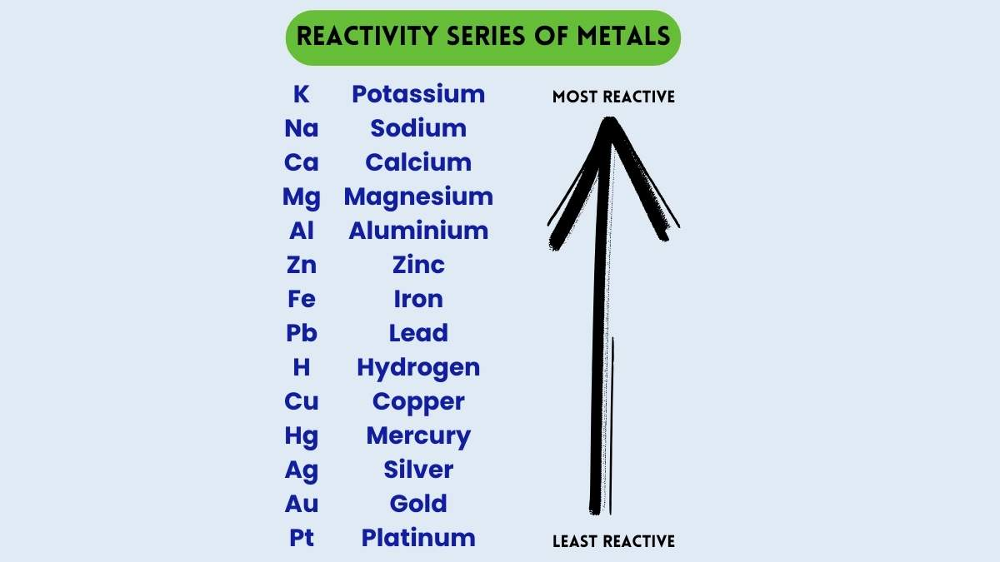 REACTIVITY SERIES OF METALS
K Potassium MOST REACTIVE
Na Sodium
Ca Calcium
Mg Magnesium
Al Aluminium
Zn Zinc
Fe Iron
Pb Lead
H Hydrogen
Cu Copper
Hg Mercury
Ag Silver
Au Gold
Pt Platinum LEAST REACTIVE